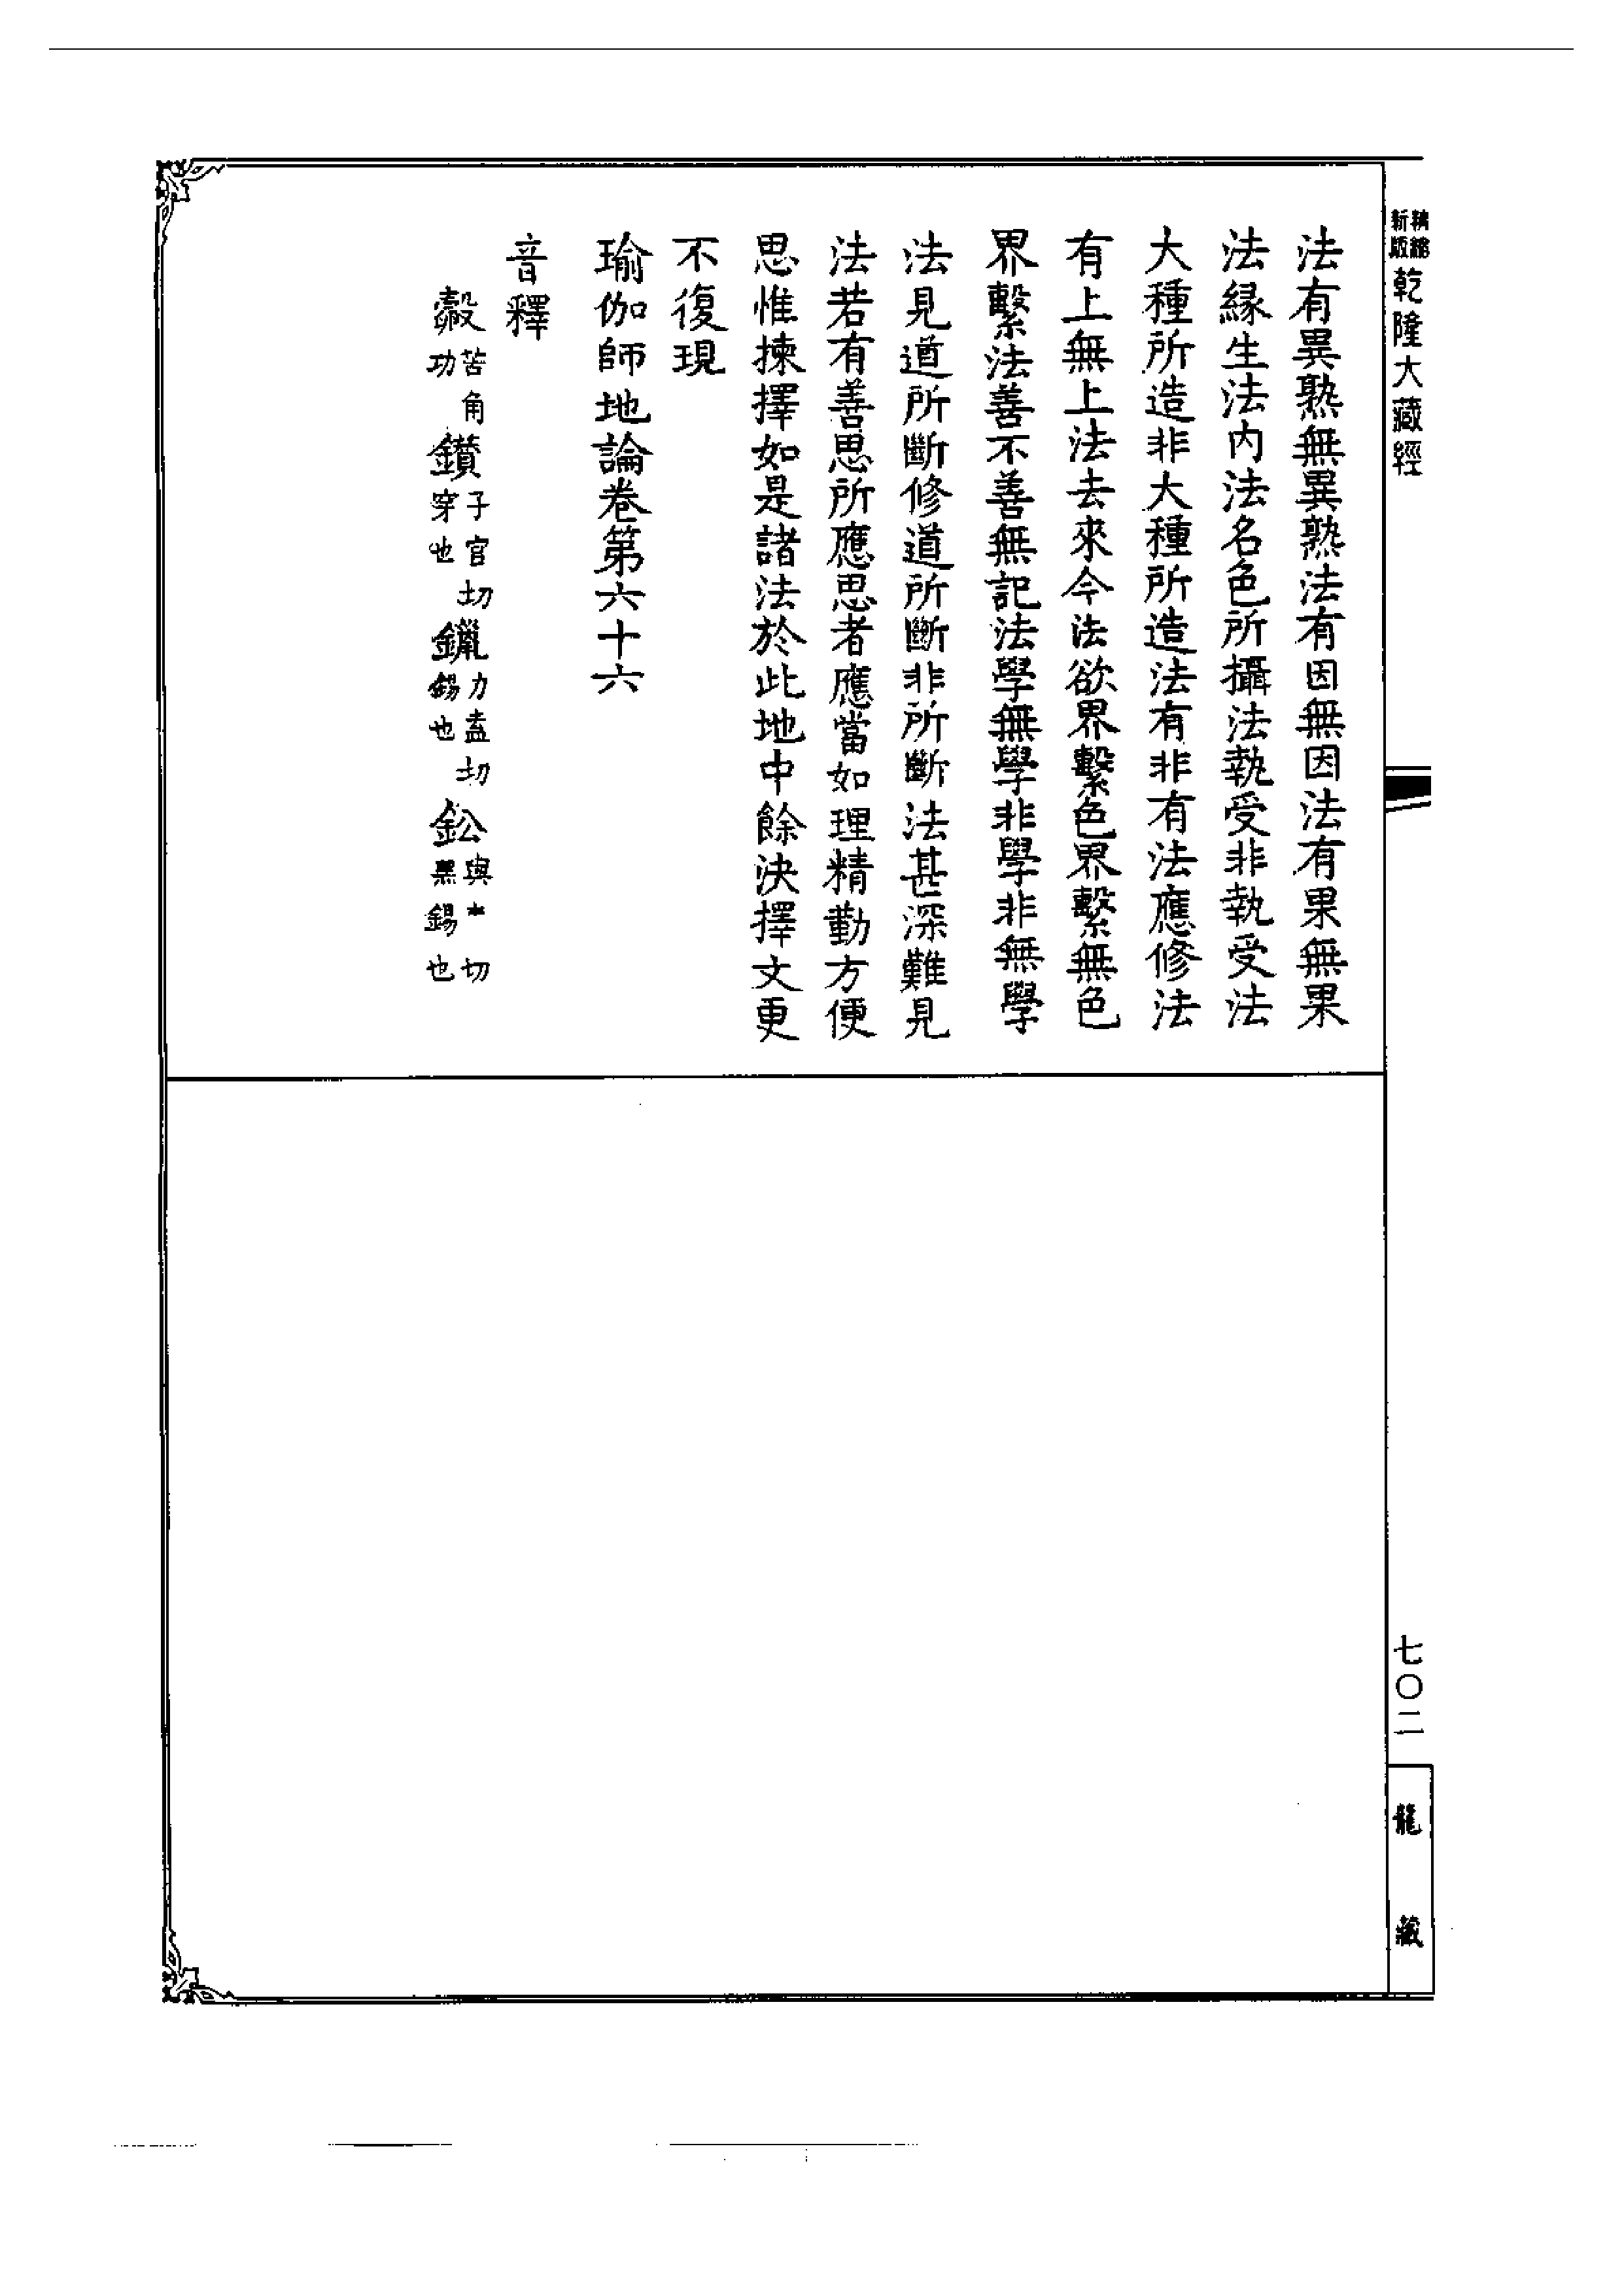 精縮新版乾隆大藏經
法有異熟無異熟法有因無因法有果無果
法緣生法內法名色所攝法執受非執受法
大種所造非大種所造法有非有法應修法
有上無上法去來今法欲界繫色界繫無色
界繫法善不善無記法學無學非學非無學
法見道所斷修道所斷非所斷法甚深難見
法若有善思所應思者應當如理精勤方便
思惟揀擇如是諸法於此地中餘決擇文更
不復現
瑜伽師地論卷第六十六
音釋
苦角切 鑽子官切穿也 鑞力盍切錫也 鈆與切黑錫也
七〇二
龍藏